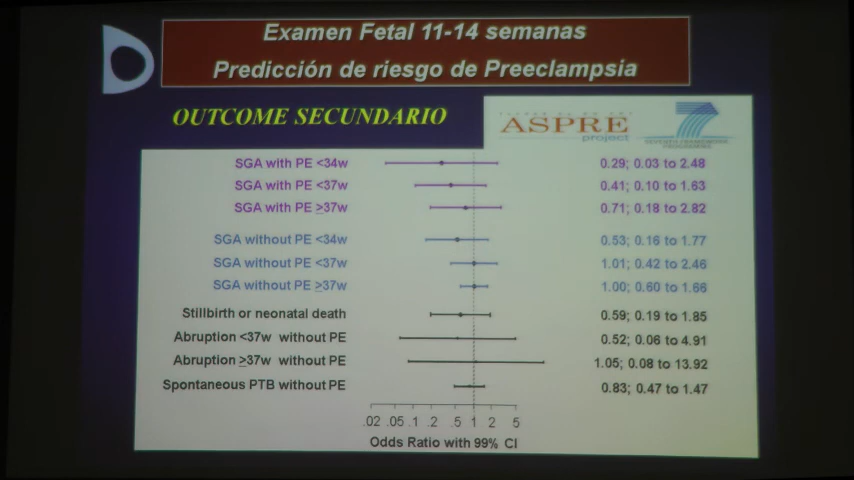 Examen Fetal 11-14 semanas
Predicción de riesgo de Preeclampsia
OUTCOME SECUNDARIO
ASPRE
project
SEVENTH FRAMEWORK
PROGRAMME
SGA with PE <34w 0.29; 0.03 to 2.48
SGA with PE <37w 0.41; 0.10 to 1.63
SGA with PE ≥37w 0.71; 0.18 to 2.82
SGA without PE <34w 0.53; 0.16 to 1.77
SGA without PE <37w 1.01; 0.42 to 2.46
SGA without PE ≥37w 1.00; 0.60 to 1.66
Stillbirth or neonatal death 0.59; 0.19 to 1.85
Abruption <37w without PE 0.52; 0.06 to 4.91
Abruption ≥37w without PE 1.05; 0.08 to 13.92
Spontaneous PTB without PE 0.83; 0.47 to 1.47
.02 .05 .1 .2 .5 1 2 5
Odds Ratio with 99% CI